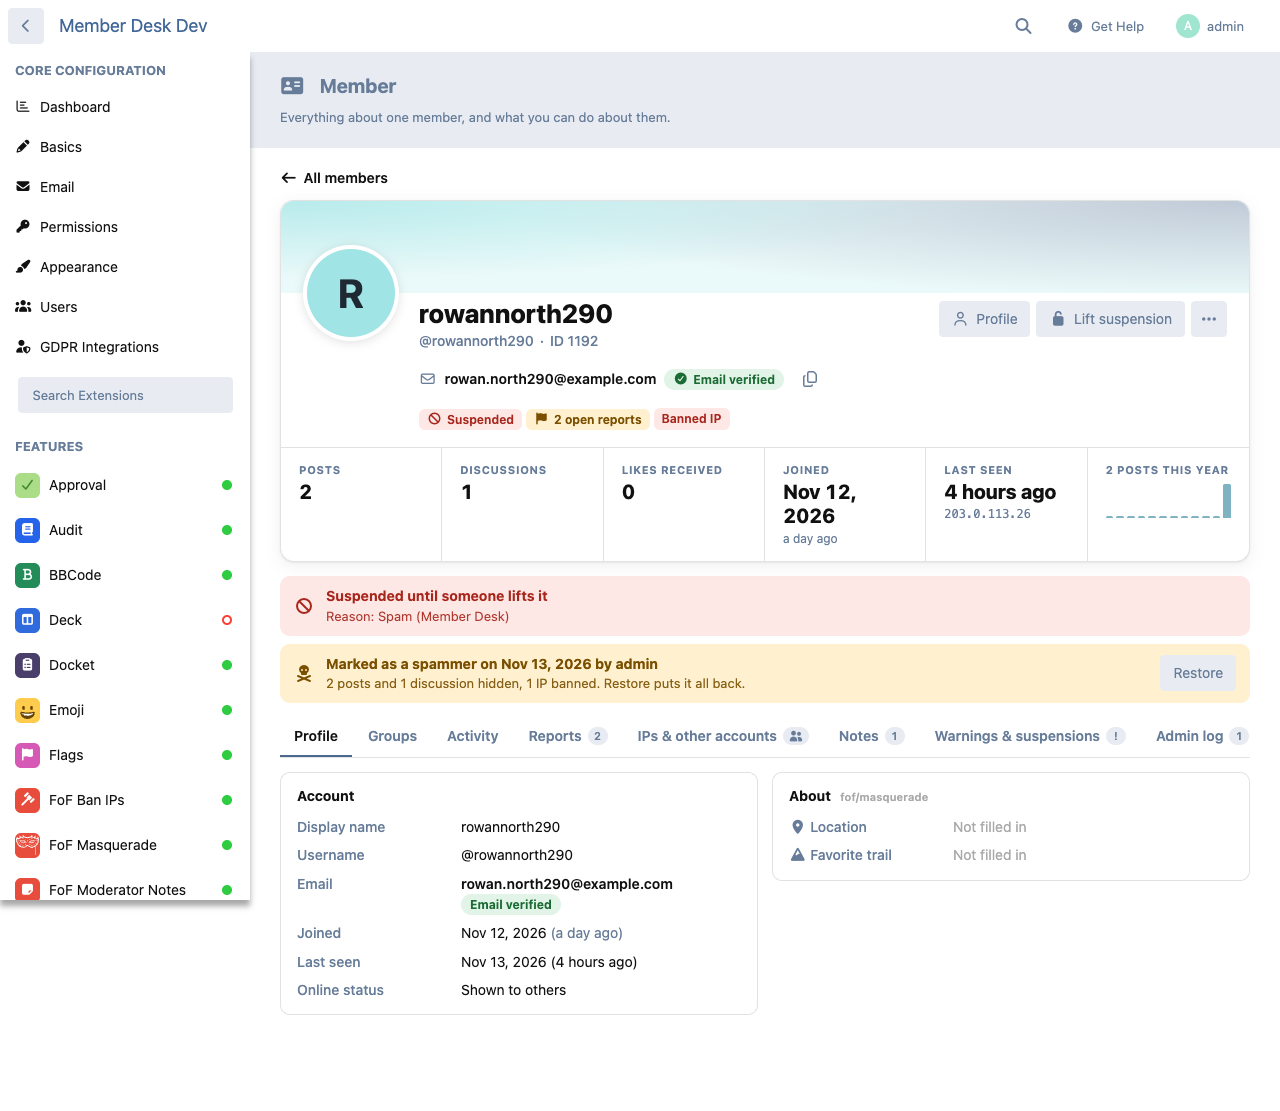 Member Desk Dev
Get Help
A
admin
CORE CONFIGURATION
Dashboard
Basics
Email
Permissions
Appearance
Users
GDPR Integrations
Search Extensions
FEATURES
Approval
Audit
BBCode
Deck
Docket
Emoji
Flags
FoF Ban IPs
FoF Masquerade
FoF Moderator Notes
Member
Everything about one member, and what you can do about them.
All members
R
rowannorth290
@rowannorth290 · ID 1192
Profile
Lift suspension
rowan.north290@example.com
Email verified
Suspended
2 open reports
Banned IP
POSTS
2
DISCUSSIONS
1
LIKES RECEIVED
0
JOINED
Nov 12,
2026
a day ago
LAST SEEN
4 hours ago
203.0.113.26
2 POSTS THIS YEAR
Suspended until someone lifts it
Reason: Spam (Member Desk)
Marked as a spammer on Nov 13, 2026 by admin
2 posts and 1 discussion hidden, 1 IP banned. Restore puts it all back.
Restore
Profile
Groups
Activity
Reports 2
IPs & other accounts
Notes 1
Warnings & suspensions !
Admin log 1
Account
Display name rowannorth290
Username @rowannorth290
Email rowan.north290@example.com
Email verified
Joined Nov 12, 2026 (a day ago)
Last seen Nov 13, 2026 (4 hours ago)
Online status Shown to others
About fof/masquerade
Location Not filled in
Favorite trail Not filled in